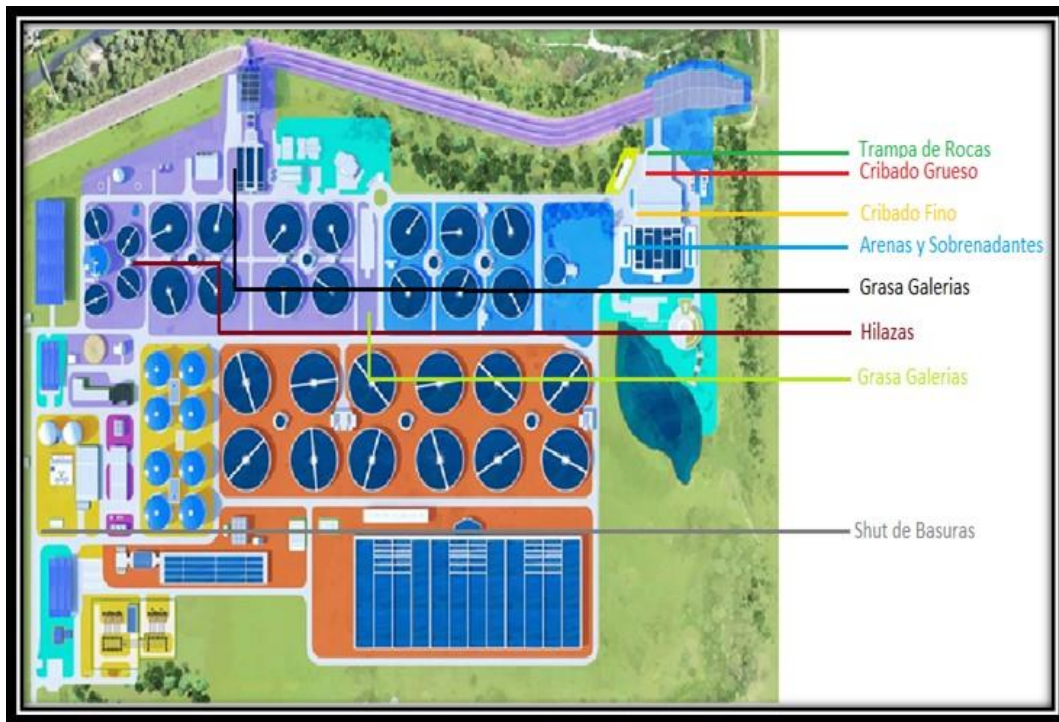 Trampa de Rocas
Cribado Grueso
Cribado Fino
Arenas y Sobrenadantes
Grasa Galerias
Hilazas
Grasa Galerias
Shut de Basuras